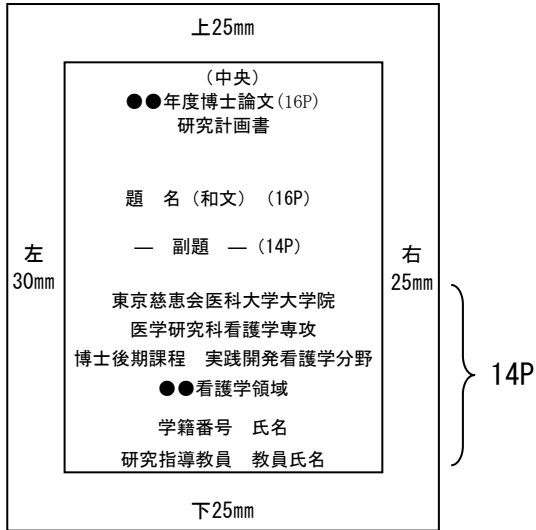 上25mm
（中央）
●●年度博士論文(16P)
研究計画書
題　名（和文）（16P）
―　副題　―（14P）
左
30mm
右
25mm
東京慈恵会医科大学大学院
医学研究科看護学専攻
博士後期課程　実践開発看護学分野
●●看護学領域
学籍番号　氏名
研究指導教員　教員氏名
14P
下25mm